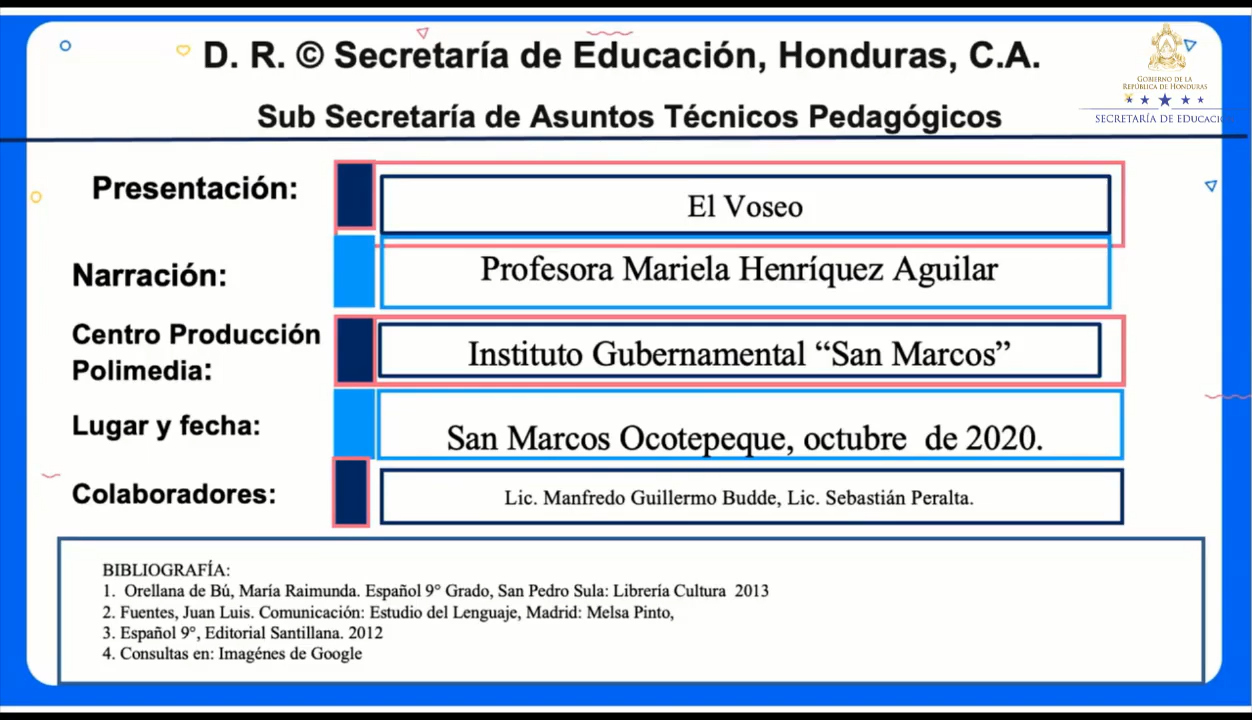 D. R. © Secretaría de Educación, Honduras, C.A.
Sub Secretaría de Asuntos Técnicos Pedagógicos
GOBIERNO DE LA
REPÚBLICA DE HONDURAS
SECRETARÍA DE EDUCACIÓ
Presentación:
El Voseo
Narración:
Profesora Mariela Henríquez Aguilar
Centro Producción
Polimedia:
Instituto Gubernamental “San Marcos”
Lugar y fecha:
San Marcos Ocotepeque, octubre de 2020.
Colaboradores:
Lic. Manfredo Guillermo Budde, Lic. Sebastián Peralta.
BIBLIOGRAFÍA:
1. Orellana de Bú, María Raimunda. Español 9° Grado, San Pedro Sula: Librería Cultura 2013
2. Fuentes, Juan Luis. Comunicación: Estudio del Lenguaje, Madrid: Melsa Pinto,
3. Español 9°, Editorial Santillana. 2012
4. Consultas en: Imagénes de Google